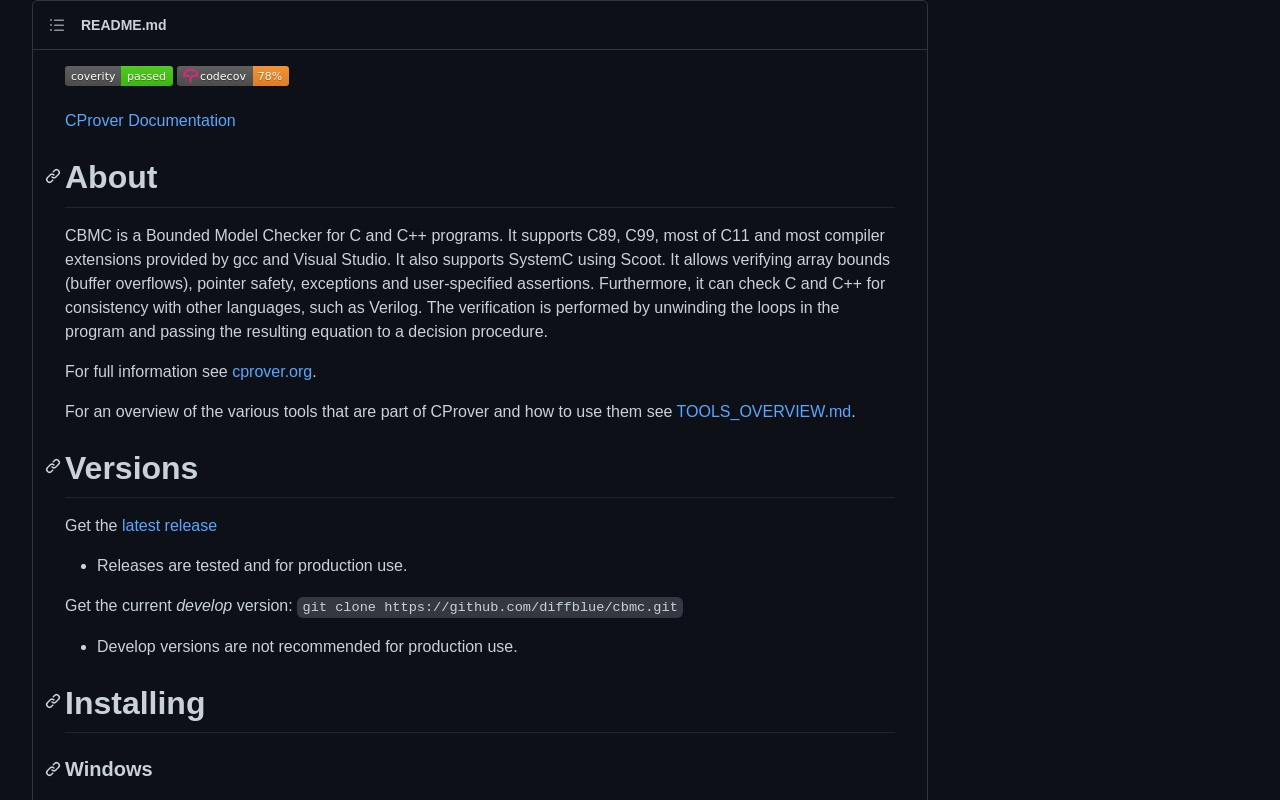 README.md
coverity passed codecov 78%
CProver Documentation
About
CBMC is a Bounded Model Checker for C and C++ programs. It supports C89, C99, most of C11 and most compiler
extensions provided by gcc and Visual Studio. It also supports SystemC using Scoot. It allows verifying array bounds
(buffer overflows), pointer safety, exceptions and user-specified assertions. Furthermore, it can check C and C++ for
consistency with other languages, such as Verilog. The verification is performed by unwinding the loops in the
program and passing the resulting equation to a decision procedure.
For full information see cprover.org.
For an overview of the various tools that are part of CProver and how to use them see TOOLS_OVERVIEW.md.
Versions
Get the latest release
• Releases are tested and for production use.
Get the current develop version: git clone https://github.com/diffblue/cbmc.git
• Develop versions are not recommended for production use.
Installing
Windows